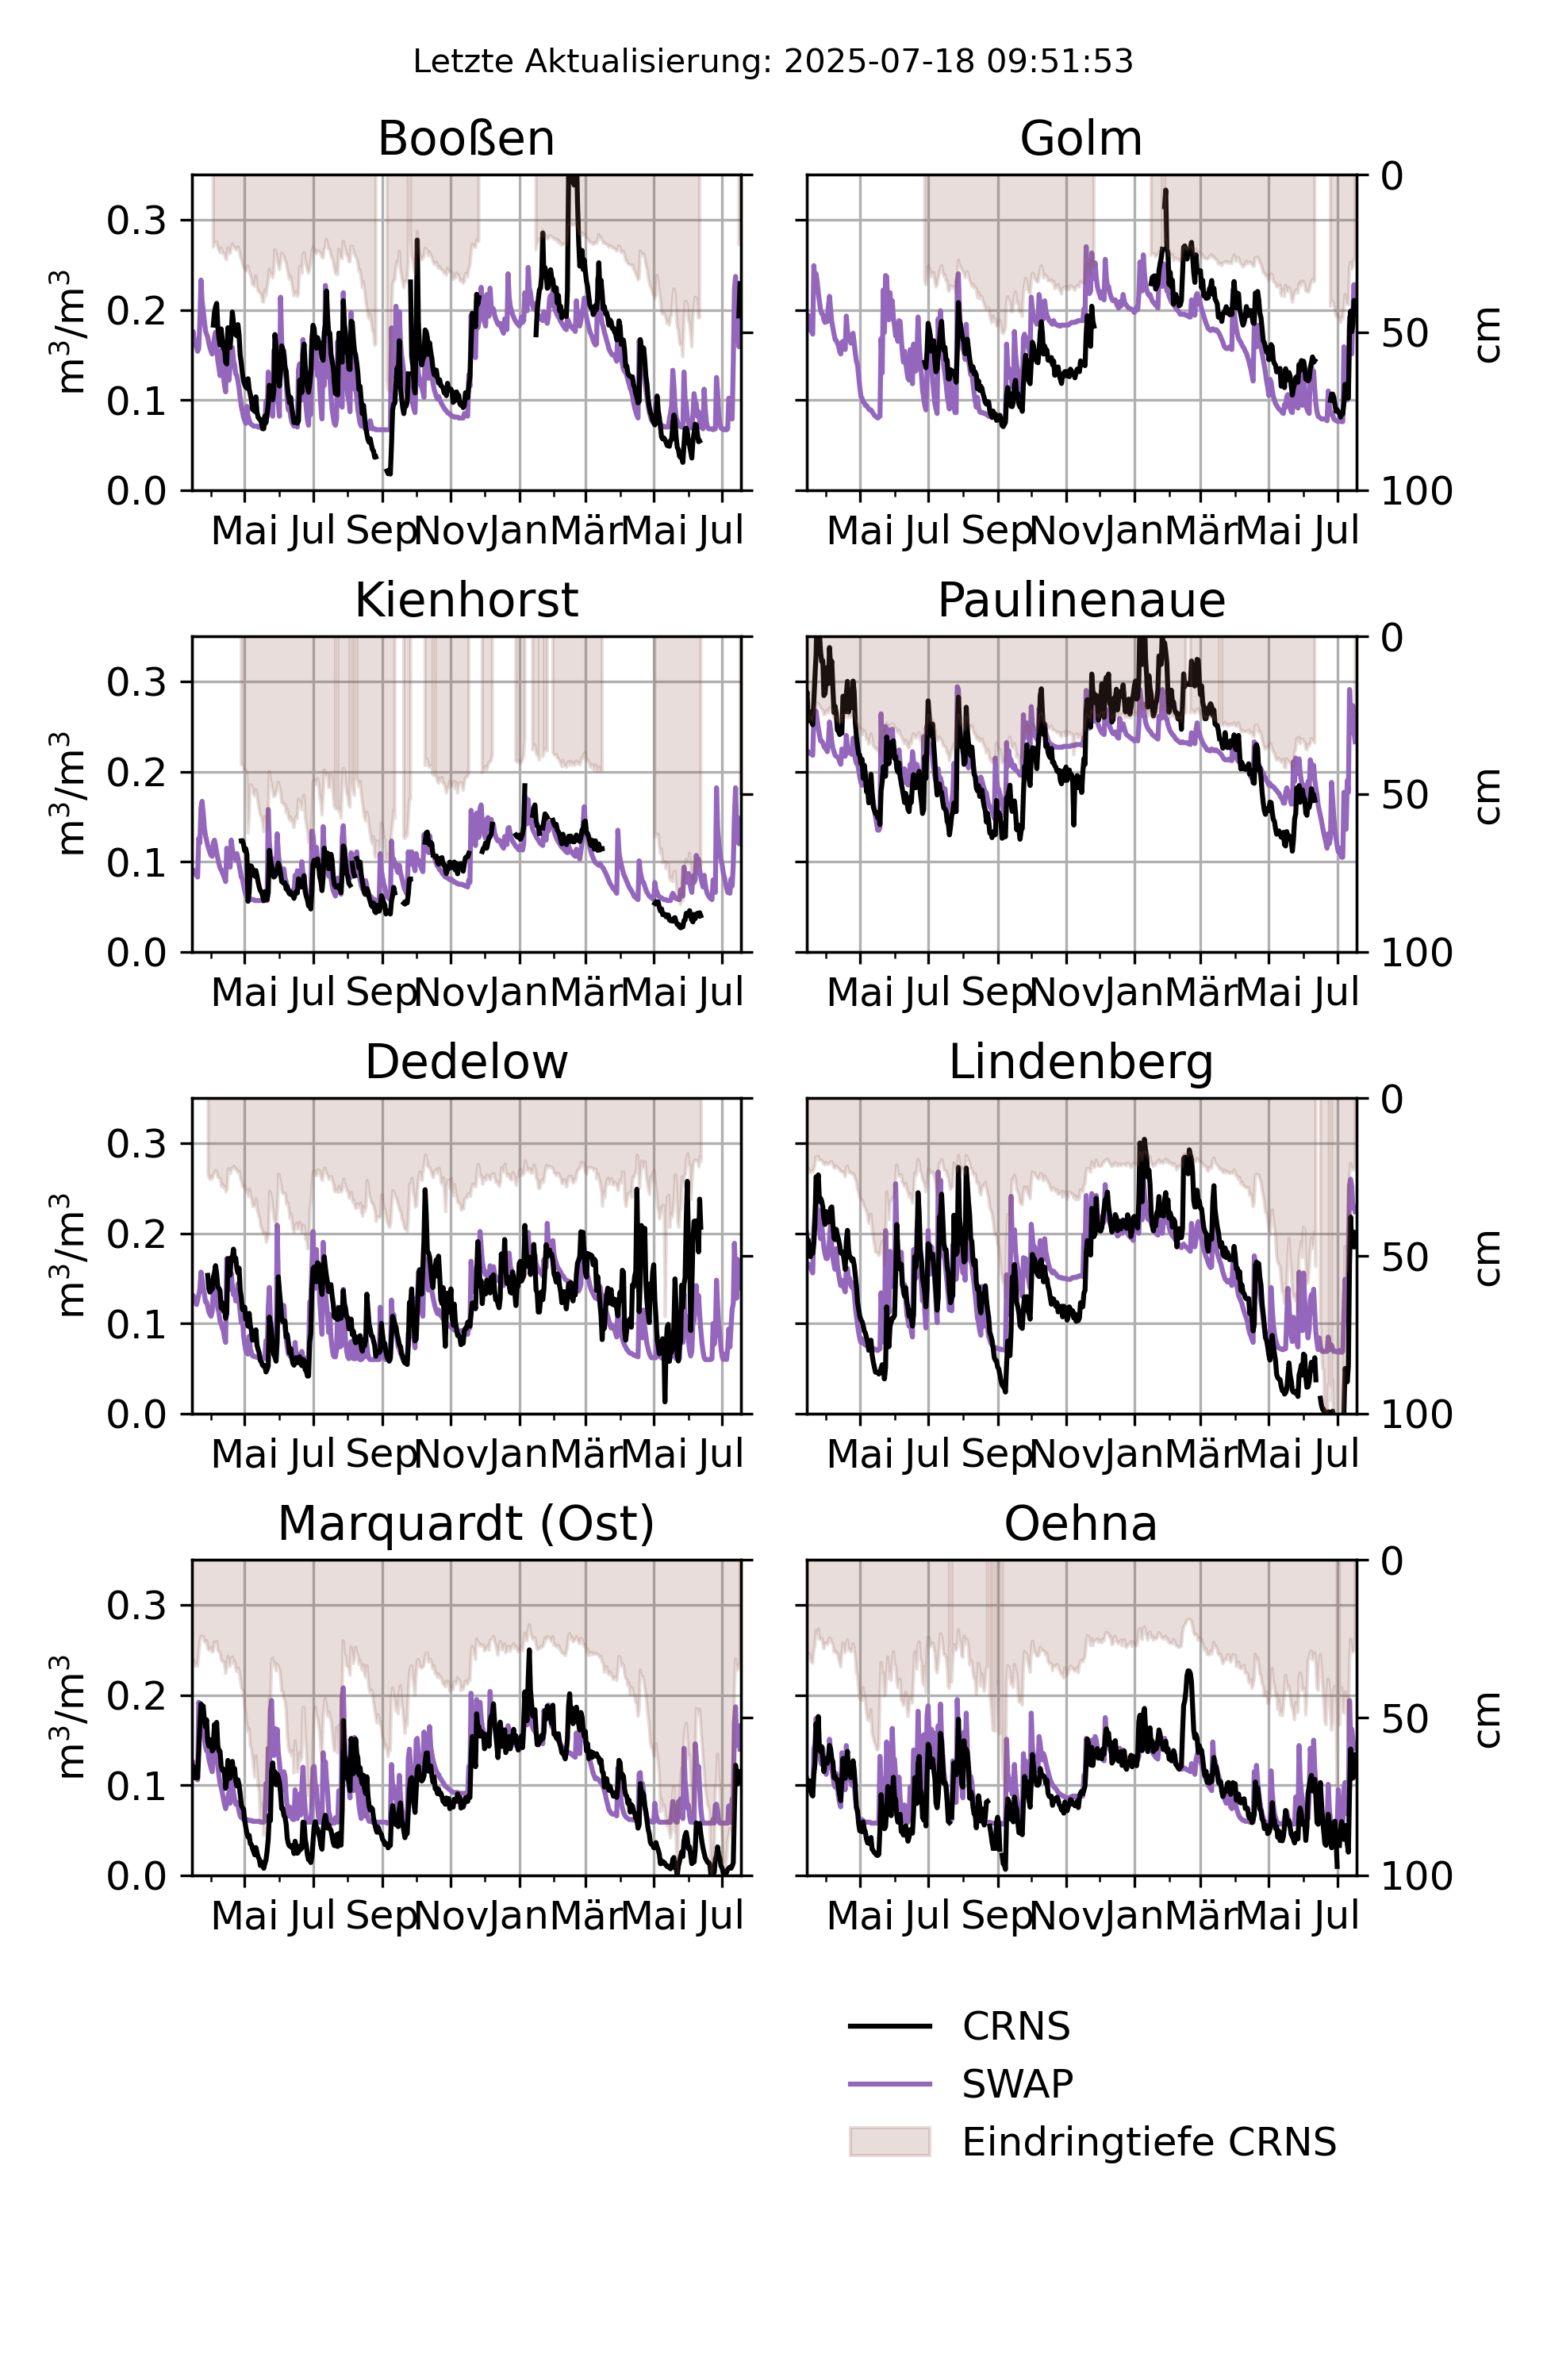 Letzte Aktualisierung: 2025-07-18 09:51:53
Booßen
Golm
m³/m³
0.3
0.2
0.1
0.0
Mai Jul Sep Nov Jan Mär Mai Jul
Mai Jul Sep Nov Jan Mär Mai Jul
0
50
100
cm
Kienhorst
Paulinenaue
m³/m³
0.3
0.2
0.1
0.0
Mai Jul Sep Nov Jan Mär Mai Jul
Mai Jul Sep Nov Jan Mär Mai Jul
0
50
100
cm
Dedelow
Lindenberg
m³/m³
0.3
0.2
0.1
0.0
Mai Jul Sep Nov Jan Mär Mai Jul
Mai Jul Sep Nov Jan Mär Mai Jul
0
50
100
cm
Marquardt (Ost)
Oehna
m³/m³
0.3
0.2
0.1
0.0
Mai Jul Sep Nov Jan Mär Mai Jul
Mai Jul Sep Nov Jan Mär Mai Jul
0
50
100
cm
CRNS
SWAP
Eindringtiefe CRNS